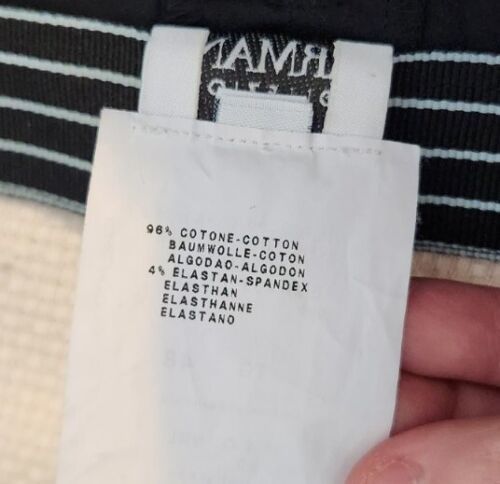 96% COTONE-COTTON
BAUMWOLLE-COTON
ALGODAO-ALGODON
4% ELASTAN-SPANDEX
ELASTHAN
ELASTHANNE
ELASTANO